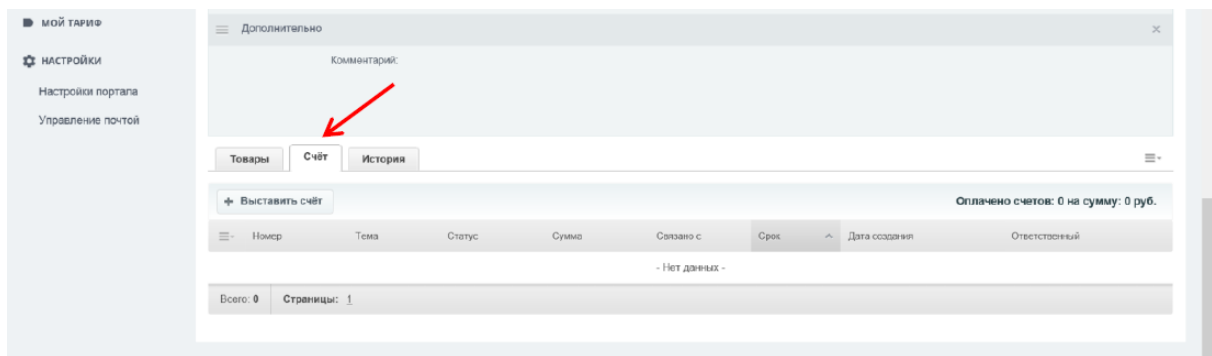 МОЙ ТАРИФ
Дополнительно
НАСТРОЙКИ
Комментарий:
Настройки портала
Управление почтой
Товары Счёт История
Выставить счёт Оплачено счетов: 0 на сумму: 0 руб.
Номер Тема Статус Сумма Связано с Срок Дата создания Ответственный
- Нет данных -
Всего: 0 Страницы: 1